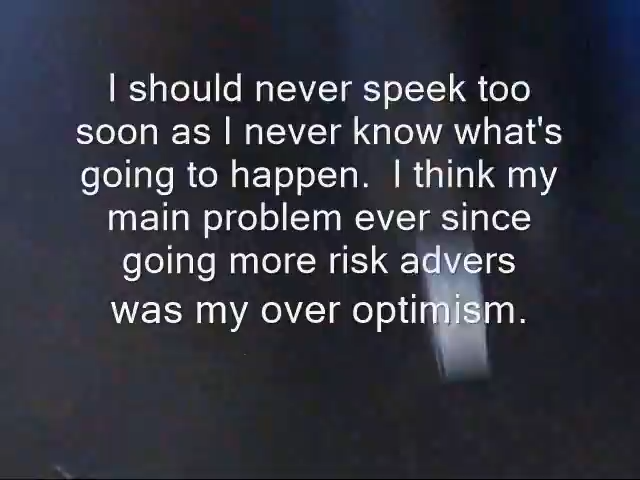 I should never speek too
soon as I never know what's
going to happen.  I think my
main problem ever since
going more risk advers
was my over optimism.